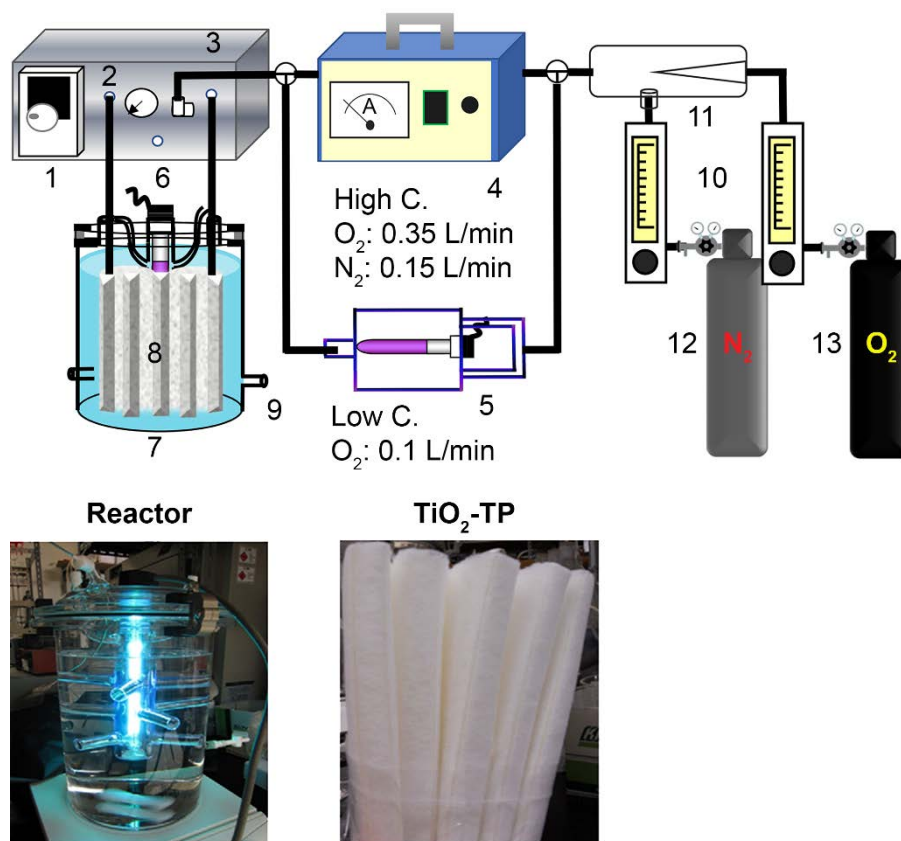 3
2
A
1
6
4
11
10
High C.
O₂: 0.35 L/min
N₂: 0.15 L/min
8
12
N₂
13
O₂
9
5
7
Low C.
O₂: 0.1 L/min
Reactor
TiO₂-TP